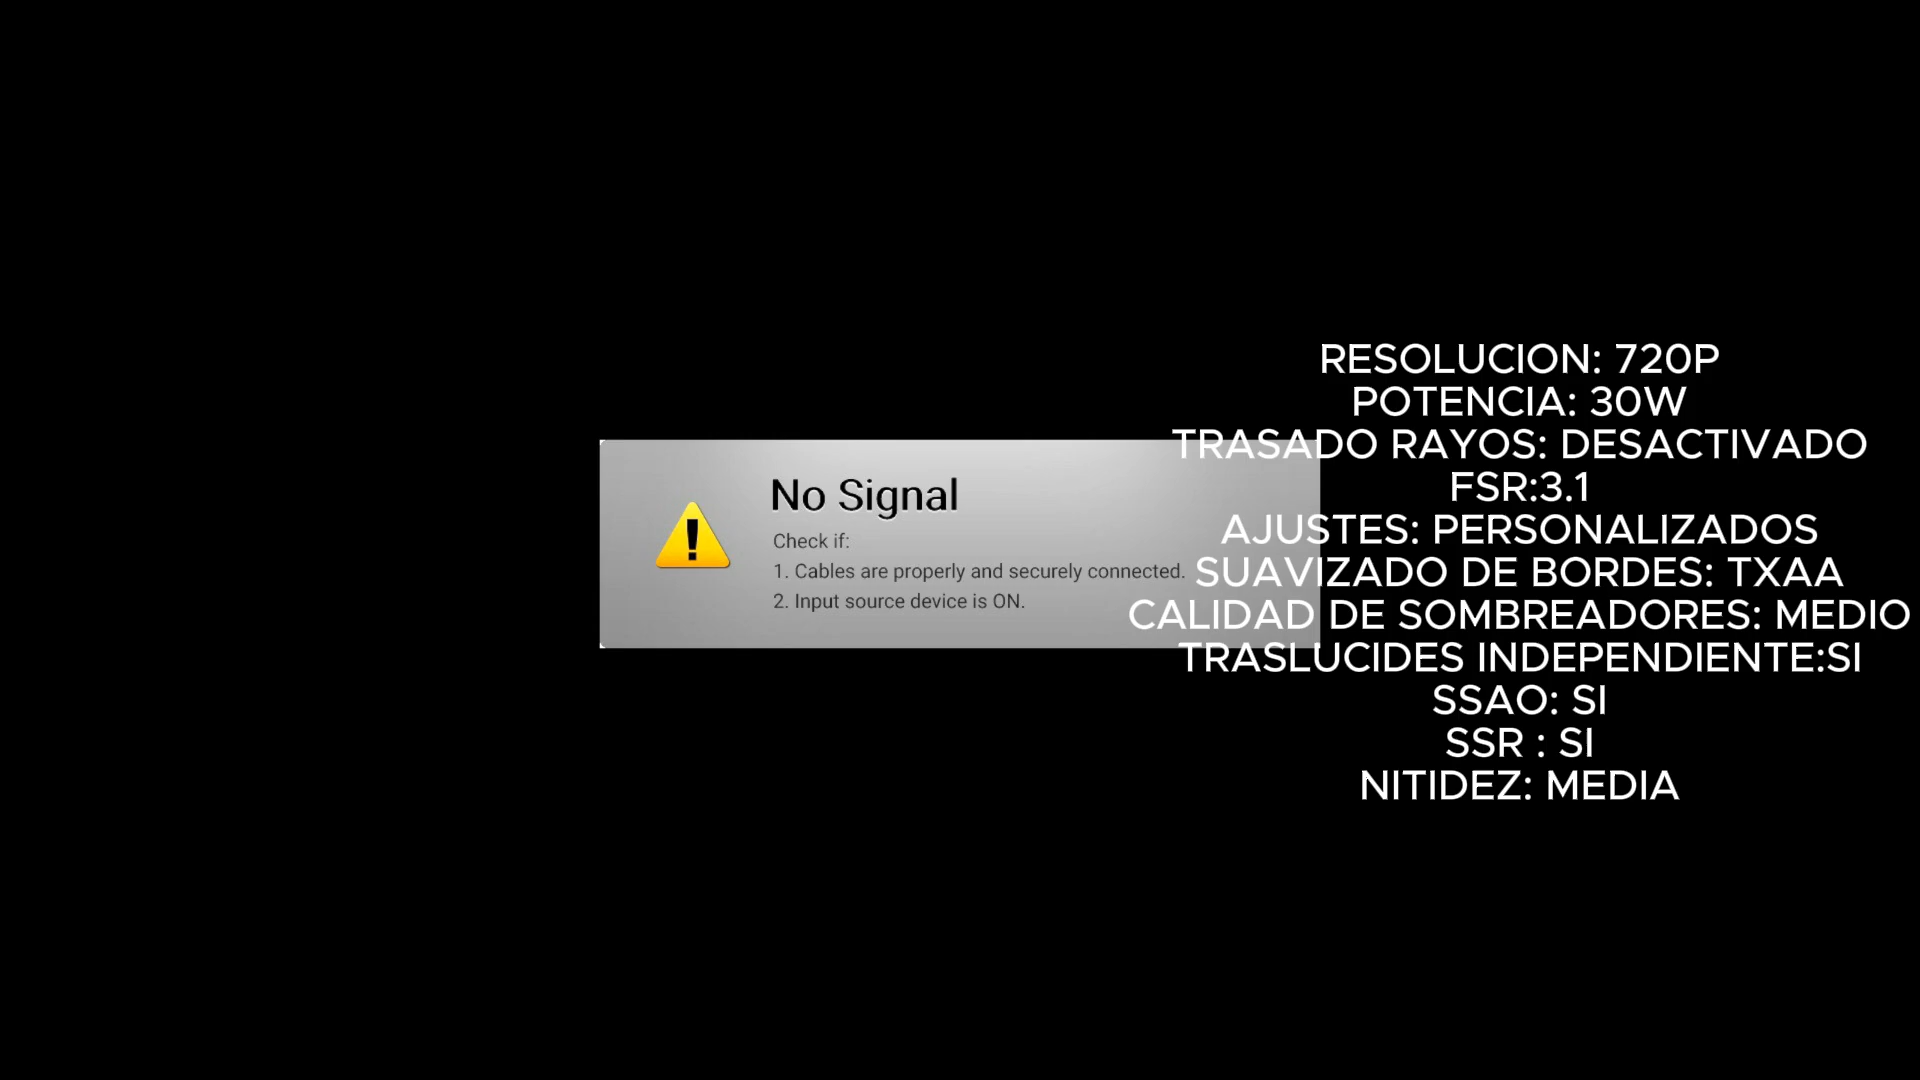 No Signal
Check if:
1. Cables are properly and securely connected.
2. Input source device is ON.
RESOLUCION: 720P
POTENCIA: 30W
TRASADO RAYOS: DESACTIVADO
FSR:3.1
AJUSTES: PERSONALIZADOS
SUAVIZADO DE BORDES: TXAA
CALIDAD DE SOMBREADORES: MEDIO
TRASLUCIDES INDEPENDIENTE:SI
SSAO: SI
SSR : SI
NITIDEZ: MEDIA